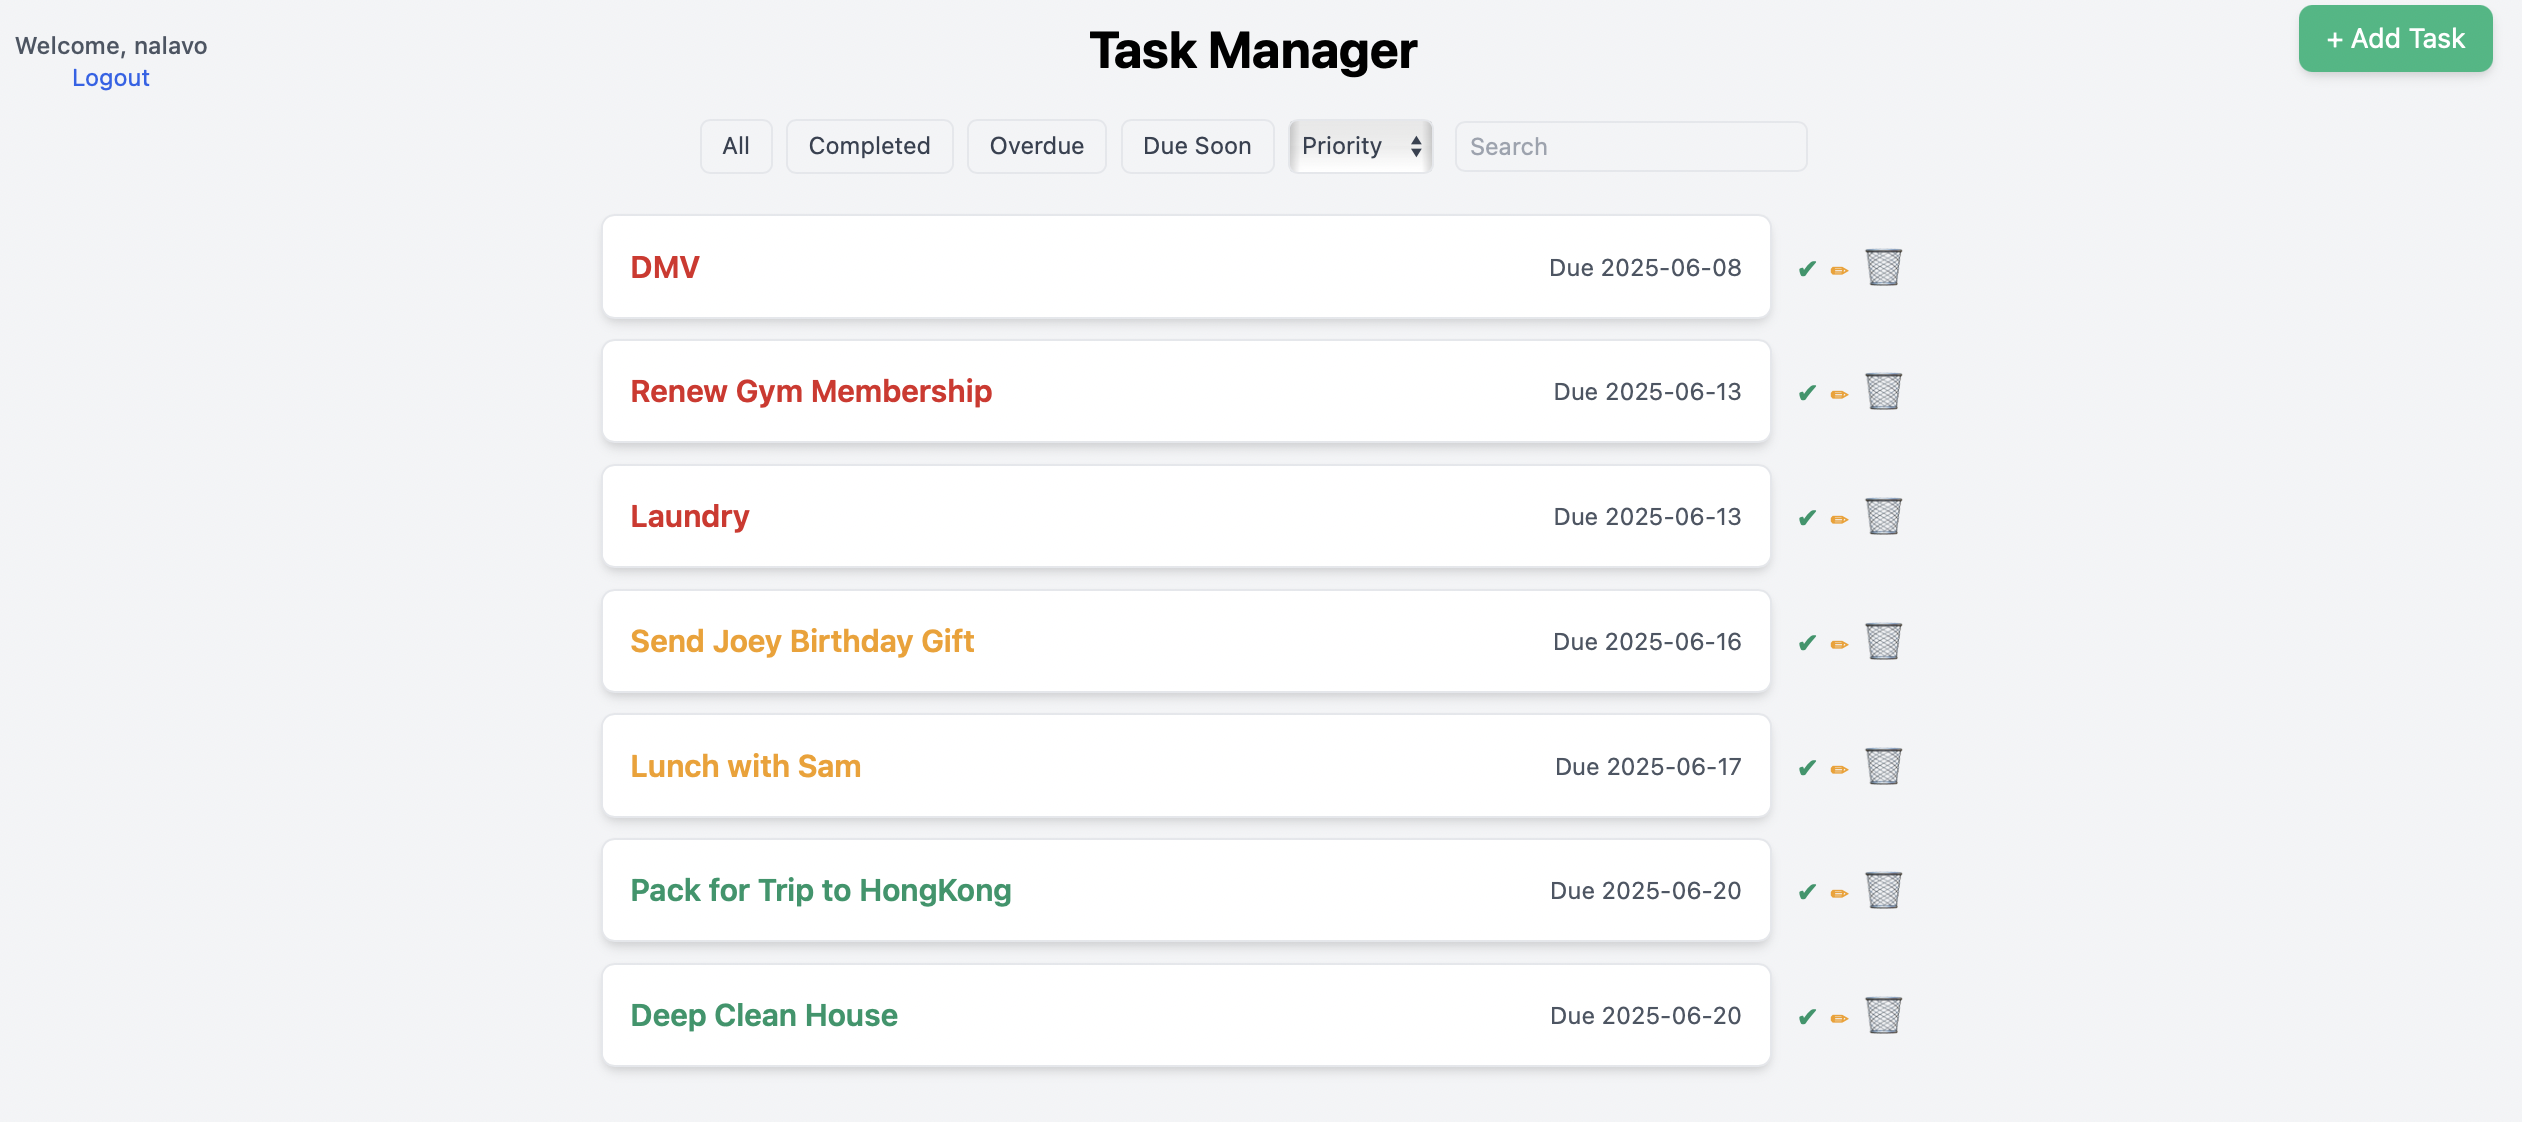 Welcome, nalavo
Logout
Task Manager
+ Add Task
All
Completed
Overdue
Due Soon
Priority
Search
DMV
Due 2025-06-08
Renew Gym Membership
Due 2025-06-13
Laundry
Due 2025-06-13
Send Joey Birthday Gift
Due 2025-06-16
Lunch with Sam
Due 2025-06-17
Pack for Trip to HongKong
Due 2025-06-20
Deep Clean House
Due 2025-06-20